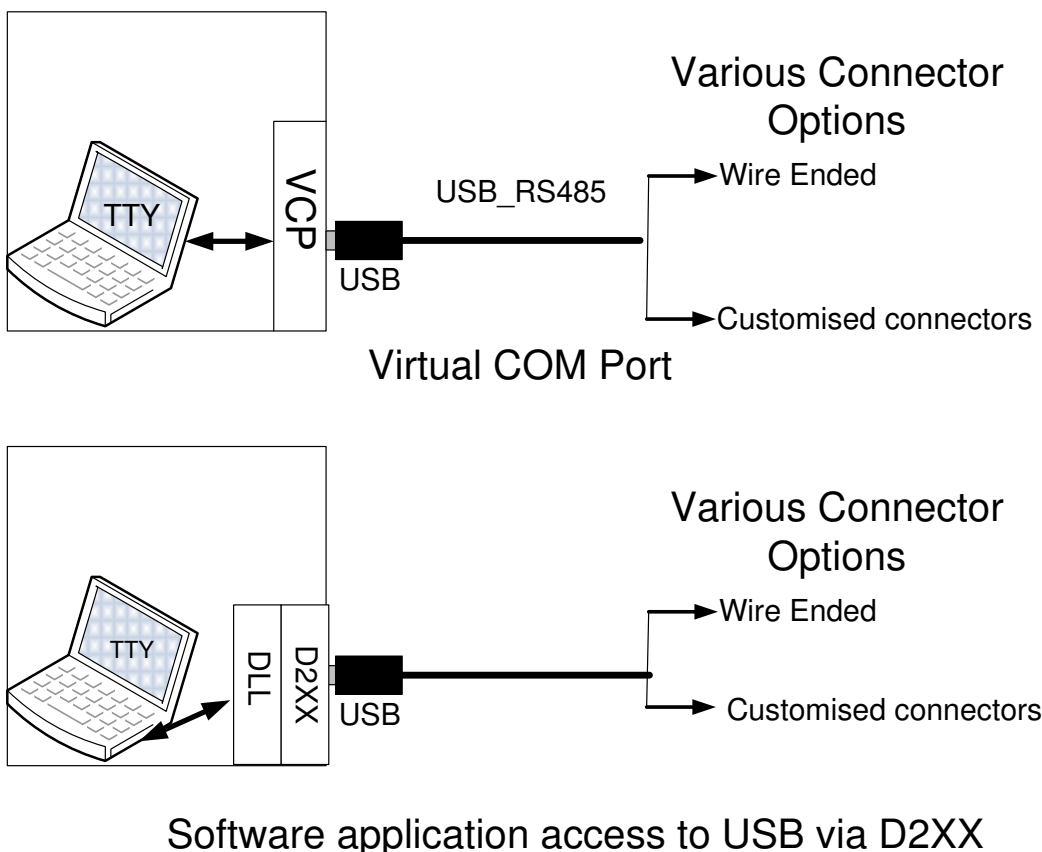 Various Connector
Options
Wire Ended
USB_RS485
TTY
VCP
USB
Customised connectors
Virtual COM Port
Various Connector
Options
Wire Ended
TTY
DLL
D2XX
USB
Customised connectors
Software application access to USB via D2XX